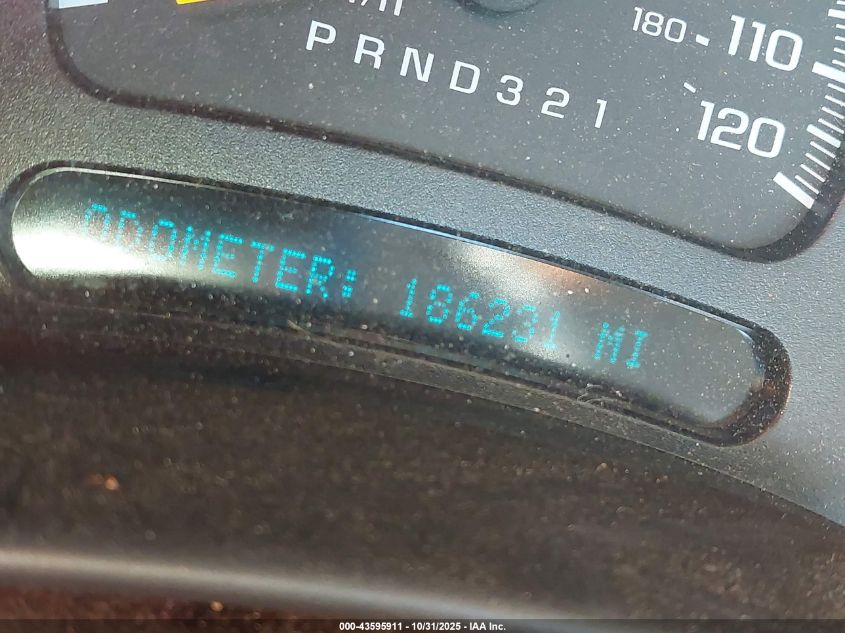 180 110
PRND321
120
ODOMETER: 186231 MI
000-43595911 - 10/31/2025 - IAA Inc.